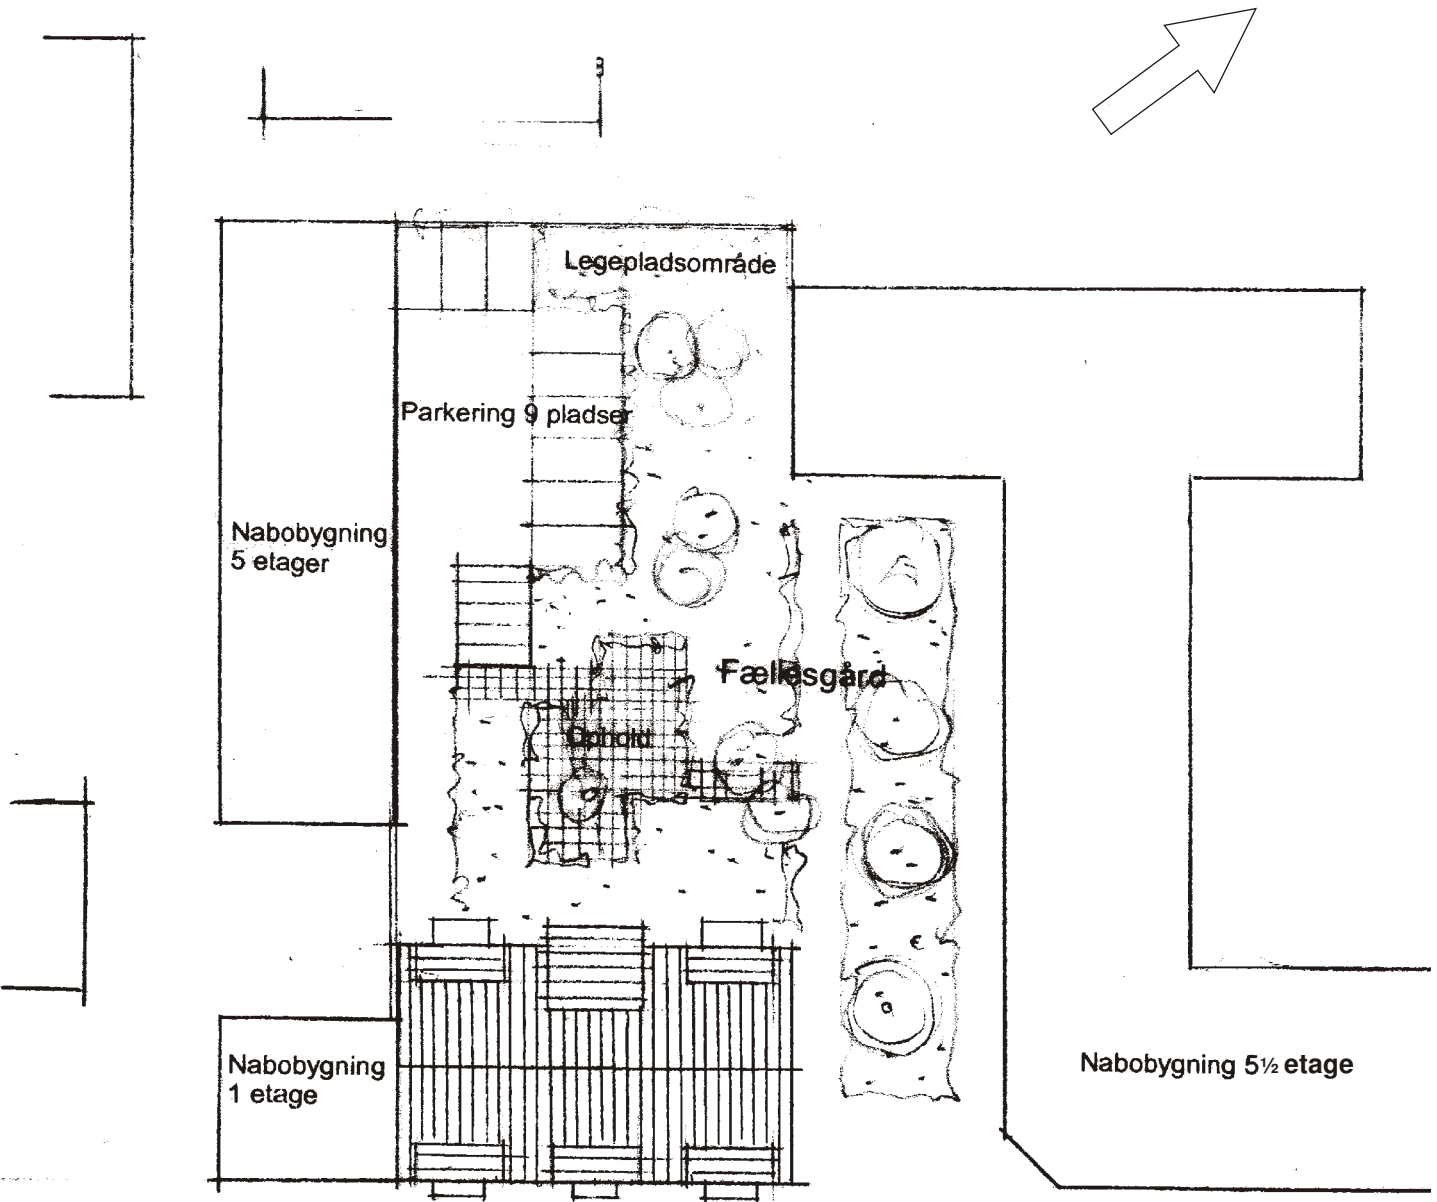 Legepladsområde
Parkering 9 pladser
Nabobygning
5 etager
Fællesgård
Ophold
Nabobygning
1 etage
Nabobygning 5½ etage